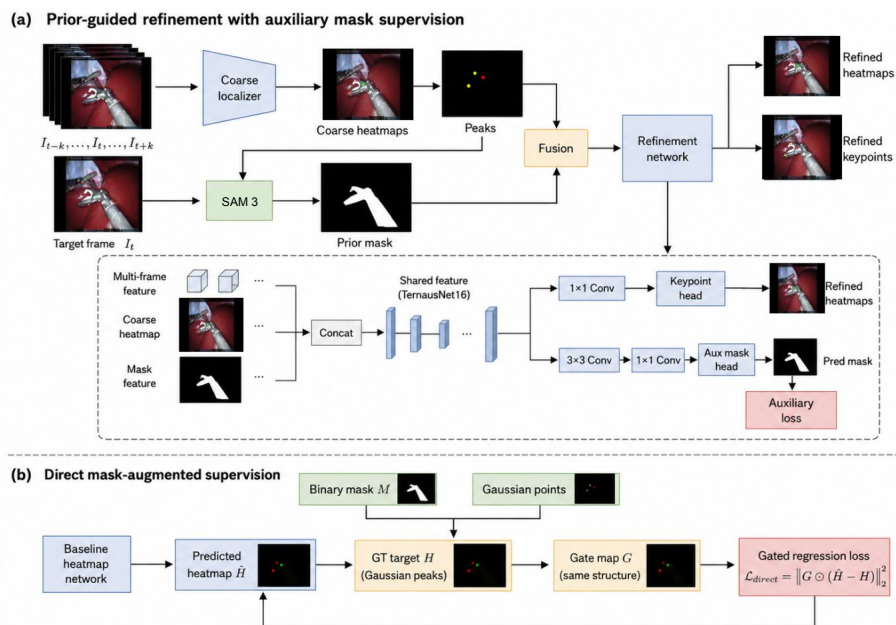 (a) Prior-guided refinement with auxiliary mask supervision
I_{t-k}, ..., I_t, ..., I_{t+k}
Coarse
localizer
Coarse heatmaps
Peaks
Target frame I_t
SAM 3
Prior mask
Fusion
Refinement
network
Refined
heatmaps
Refined
keypoints
Multi-frame
feature
...
Coarse
heatmap
...
Mask
feature
...
Concat
Shared feature
(TernausNet16)
...
1×1 Conv
Keypoint
head
Refined
heatmaps
3×3 Conv
1×1 Conv
Aux mask
head
Pred mask
Auxiliary
loss
(b) Direct mask-augmented supervision
Binary mask M
Gaussian points
Baseline
heatmap
network
Predicted
heatmap Ĥ
GT target H
(Gaussian peaks)
Gate map G
(same structure)
Gated regression loss
ℒ_{direct} = ‖G ⊙ (Ĥ − H)‖²₂